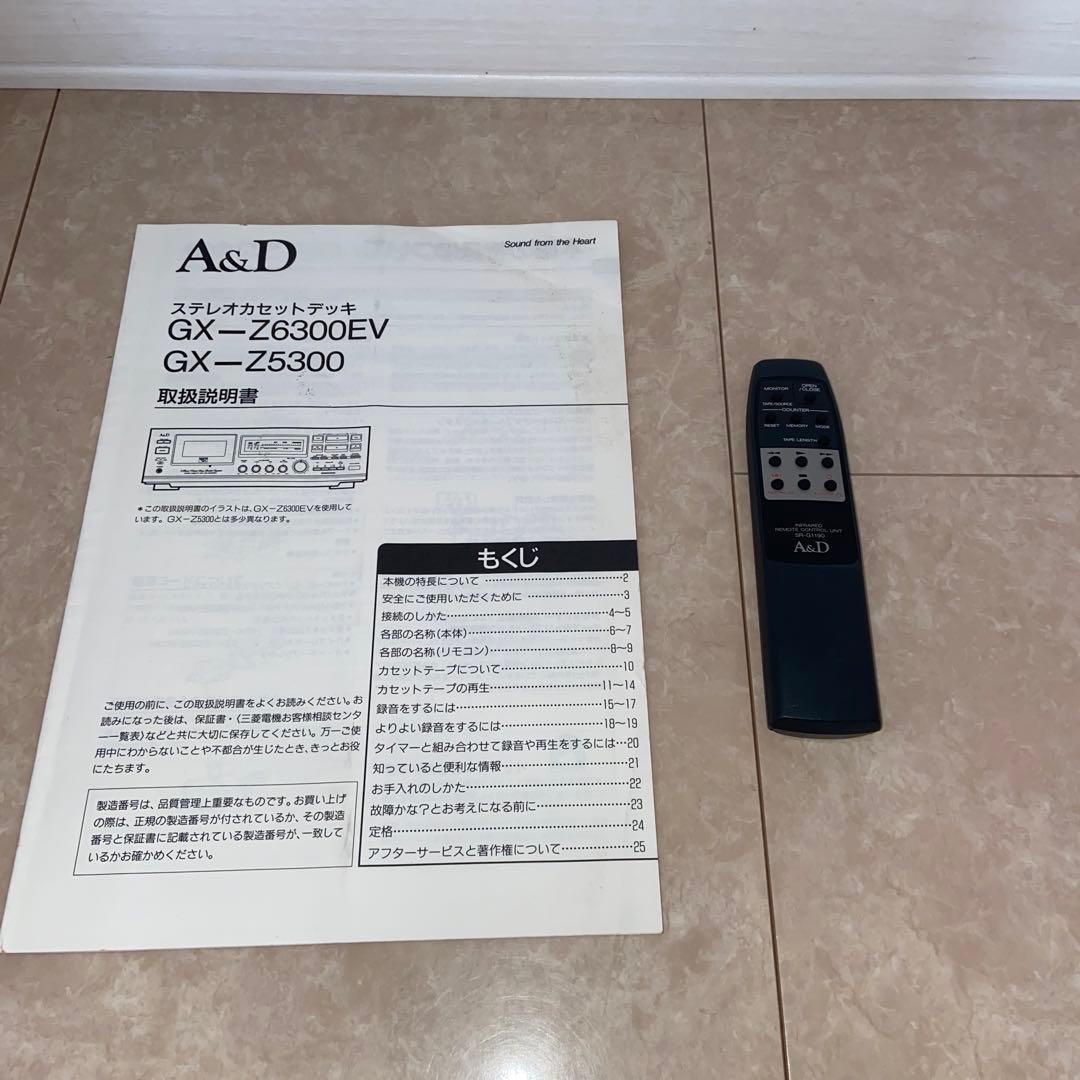 A&D
Sound from the Heart
ステレオカセットデッキ
GX—Z6300EV
GX—Z5300
取扱説明書
A&D
*この取扱説明書のイラストは、GX—Z6300EVを使用して
います。GX—Z5300とは多少異なります。
もくじ
本機の特長について…………………………2
安全にご使用いただくために…………………3
接続のしかた……………………………4〜5
各部の名称(本体)………………………6〜7
各部の名称(リモコン)……………………8〜9
カセットテープについて………………………10
カセットテープの再生…………………11〜14
録音をするには…………………………15〜17
よりよい録音をするには…………………18〜19
タイマーと組み合わせて録音や再生をするには…20
知っていると便利な情報………………………21
お手入れのしかた……………………………22
故障かな?とお考えになる前に…………………23
定格……………………………………………24
アフターサービスと著作権について………………25
ご使用の前に、この取扱説明書をよくお読みください。お
読みになった後は、保証書・〈三菱電機お客様相談センタ
ー一覧表〉などと共に大切に保存してください。万一ご使
用中にわからないことや不都合が生じたとき、きっとお役
にたちます。
製造番号は、品質管理上重要なものです。お買い上げ
の際は、正規の製造番号が付されているか、その製造
番号と保証書に記載されている製造番号が、一致して
いるかお確かめください。
MONITOR
OPEN
/CLOSE
TAPE/SOURCE
COUNTER
RESET MEMORY MODE
TAPE LENGTH
INFRARED
REMOTE CONTROL UNIT
SR-G1190
A&D